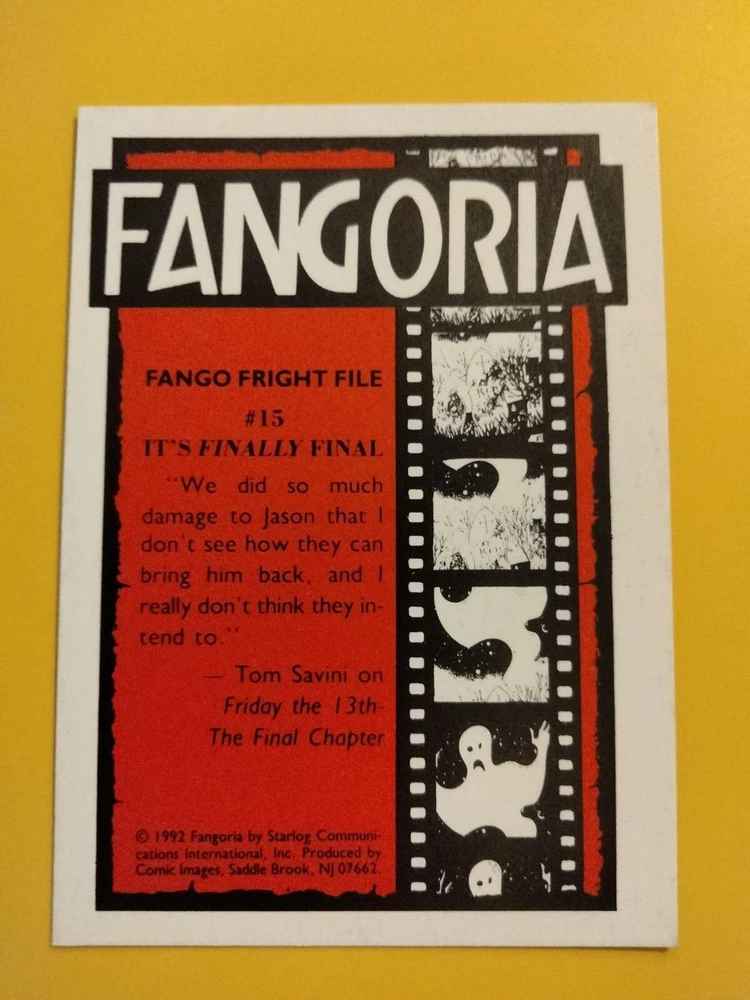 FANGORIA
FANGO FRIGHT FILE
#15
IT'S FINALLY FINAL
"We did so much
damage to Jason that I
don't see how they can
bring him back, and I
really don't think they in-
tend to."
— Tom Savini on
Friday the 13th-
The Final Chapter
© 1992 Fangoria by Starlog Communi-
cations International, Inc. Produced by
Comic Images, Saddle Brook, NJ 07662.